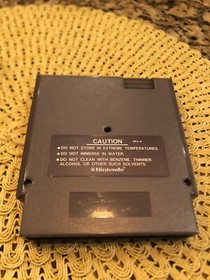 CAUTION
• DO NOT STORE IN EXTREME TEMPERATURES.
• DO NOT IMMERSE IN WATER.
• DO NOT CLEAN WITH BENZENE, THINNER,
ALCOHOL OR OTHER SUCH SOLVENTS.
Nintendo